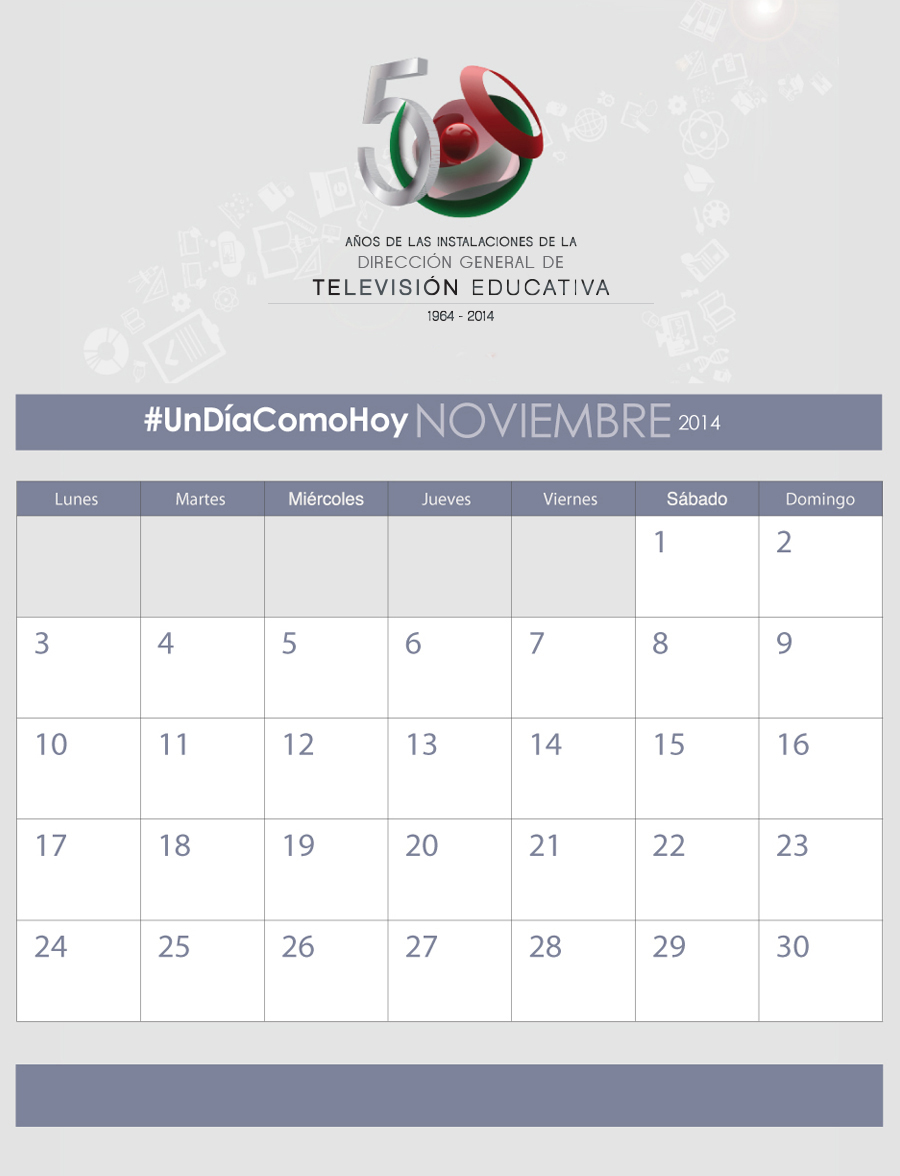 50
AÑOS DE LAS INSTALACIONES DE LA
DIRECCIÓN GENERAL DE
TELEVISIÓN EDUCATIVA
1964 - 2014
#UnDíaComoHoy NOVIEMBRE 2014
Lunes Martes Miércoles Jueves Viernes Sábado Domingo
1 2
3 4 5 6 7 8 9
10 11 12 13 14 15 16
17 18 19 20 21 22 23
24 25 26 27 28 29 30